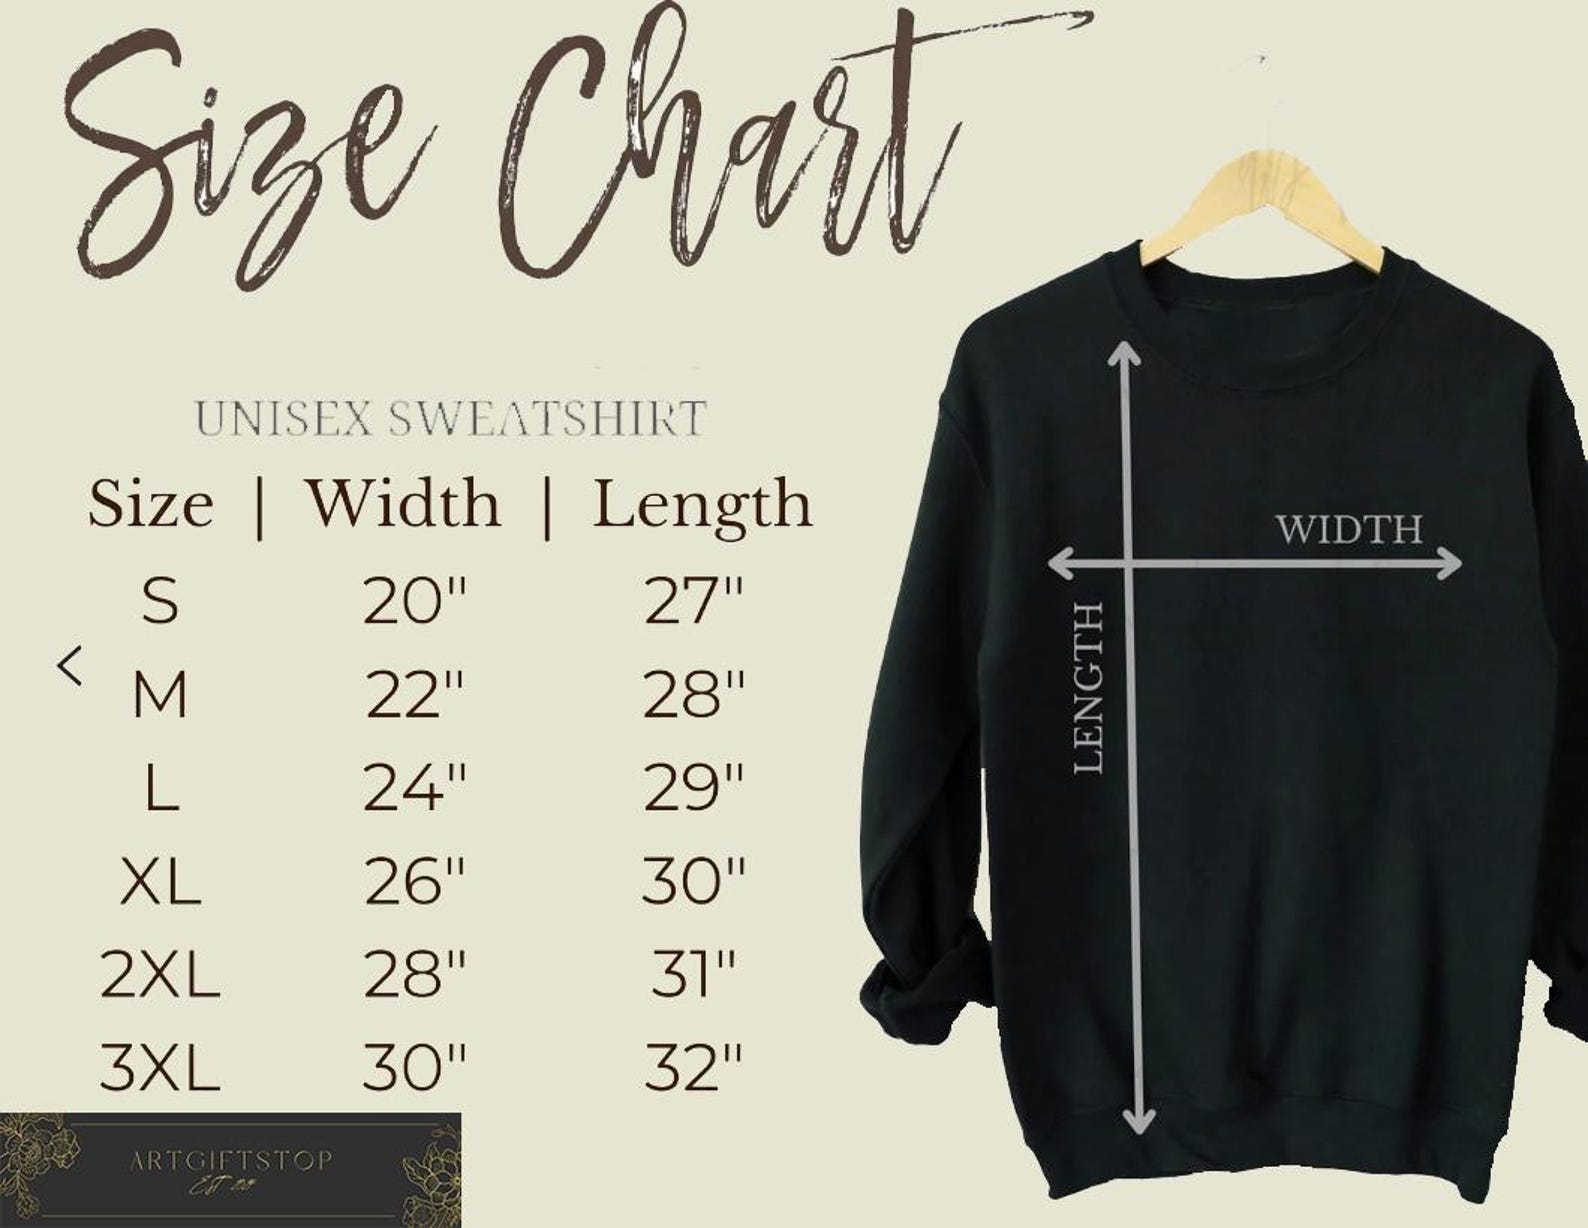 Size Chart
UNISEX SWEATSHIRT
Size | Width | Length
S 20" 27"
M 22" 28"
L 24" 29"
XL 26" 30"
2XL 28" 31"
3XL 30" 32"
WIDTH
LENGTH
ARTGIFTSTOP
EST